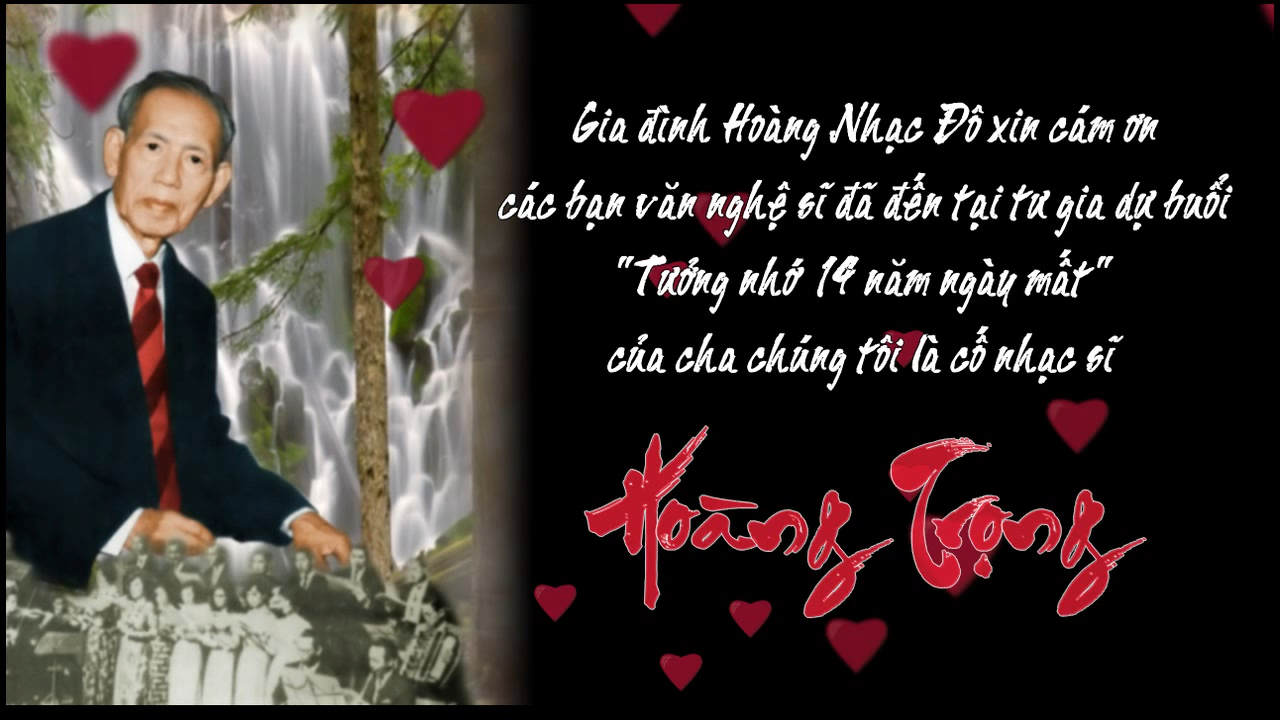 Gia đình Hoàng Nhạc Đô xin cám ơn
các bạn văn nghệ sĩ đã đến tại tư gia dự buổi
"Tưởng nhớ 14 năm ngày mất"
của cha chúng tôi là cố nhạc sĩ
Hoàng Trọng